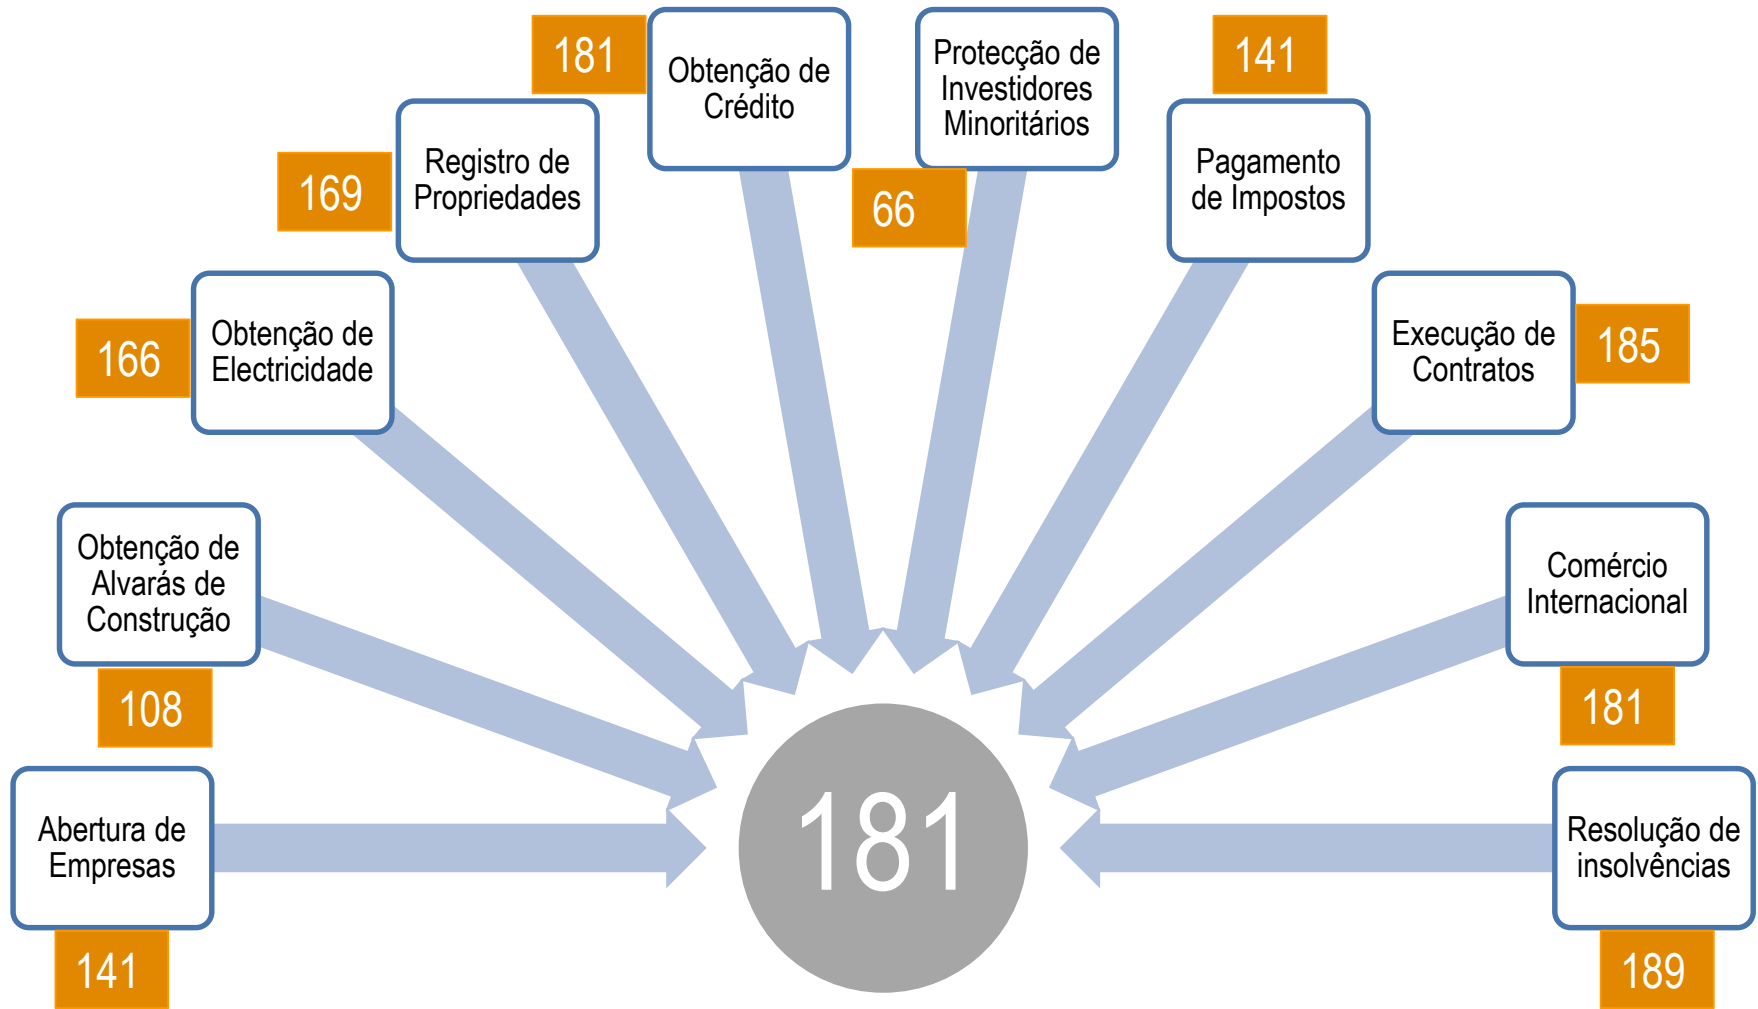 181
Obtenção de
Crédito
Protecção de
Investidores
Minoritários
66
141
Pagamento
de Impostos
169
Registro de
Propriedades
166
Obtenção de
Electricidade
Execução de
Contratos
185
Obtenção de
Alvarás de
Construção
108
Comércio
Internacional
181
Abertura de
Empresas
141
181
Resolução de
insolvências
189